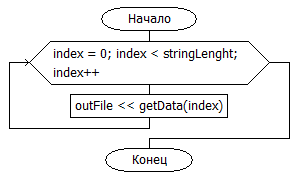 Начало
index = 0; index < stringLenght;
index++
outFile << getData(index)
Конец